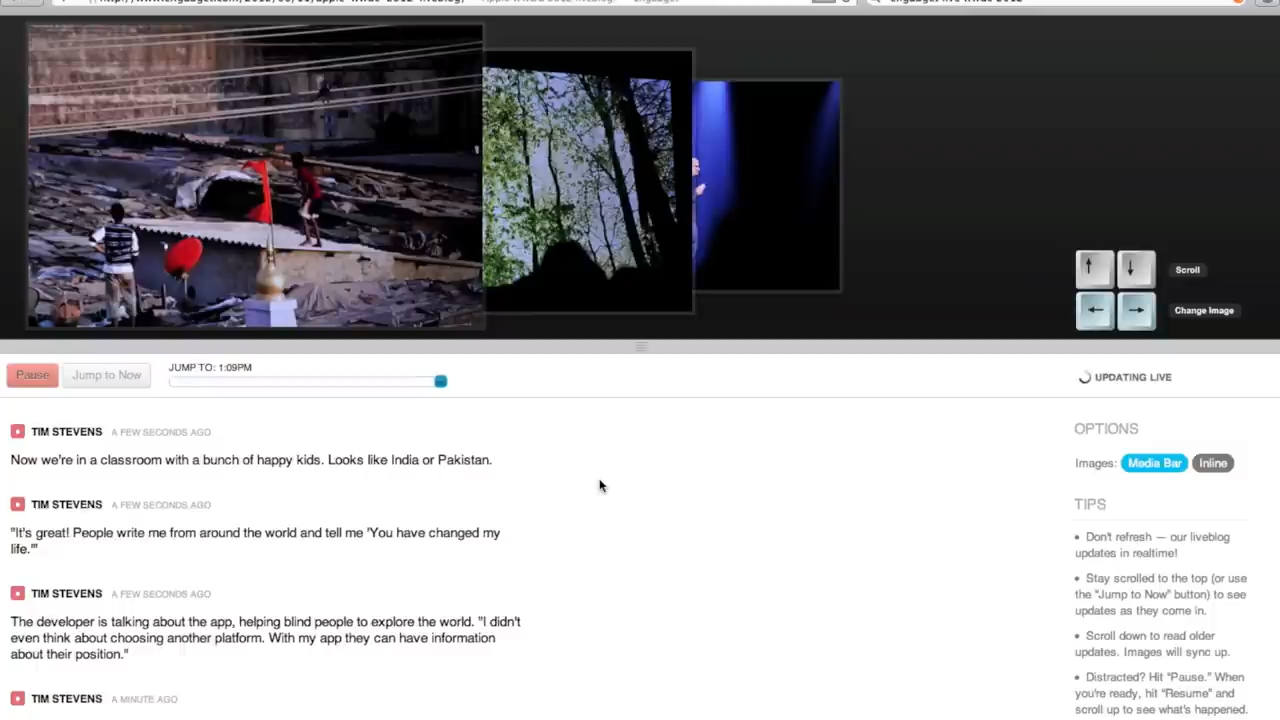 Scroll
Change Image
Pause
Jump to Now
JUMP TO: 1:09PM
UPDATING LIVE
TIM STEVENS A FEW SECONDS AGO
Now we're in a classroom with a bunch of happy kids. Looks like India or Pakistan.
TIM STEVENS A FEW SECONDS AGO
"It's great! People write me from around the world and tell me 'You have changed my
life.'"
TIM STEVENS A FEW SECONDS AGO
The developer is talking about the app, helping blind people to explore the world. "I didn't
even think about choosing another platform. With my app they can have information
about their position."
TIM STEVENS A MINUTE AGO
OPTIONS
Images: Media Bar Inline
TIPS
• Don't refresh — our liveblog
updates in realtime!
• Stay scrolled to the top (or use
the "Jump to Now" button) to see
updates as they come in.
• Scroll down to read older
updates. Images will sync up.
• Distracted? Hit "Pause." When
you're ready, hit "Resume" and
scroll up to see what's happened.